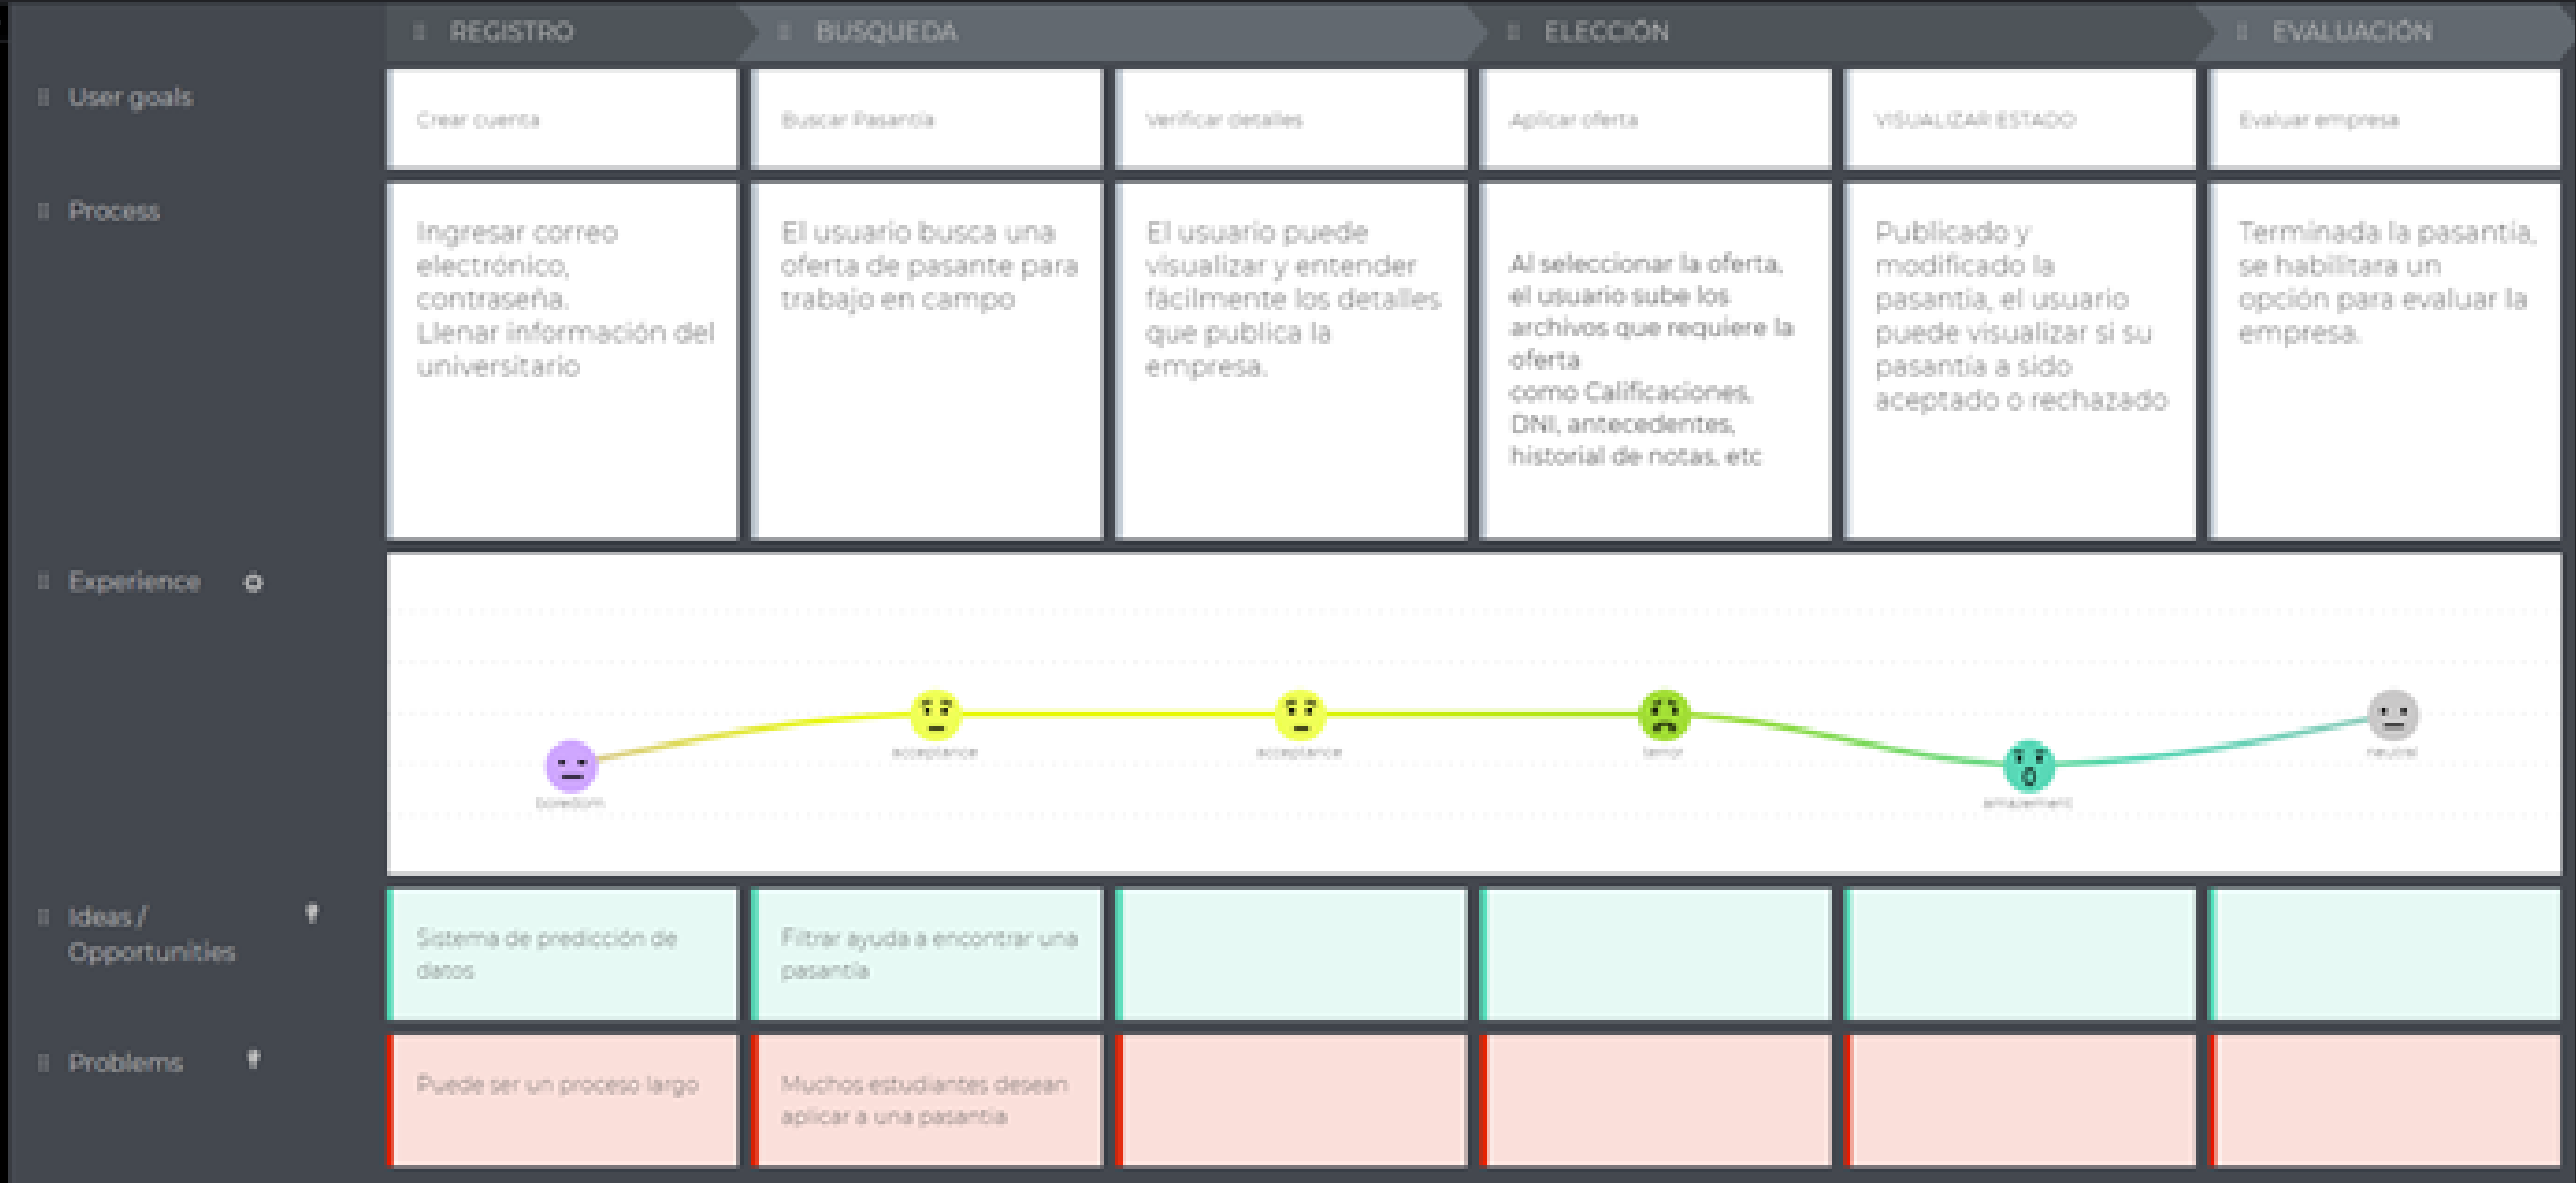 REGISTRO
BUSQUEDA
ELECCIÓN
EVALUACIÓN
User goals
Crear cuenta
Buscar Pasantía
Verificar detalles
Aplicar oferta
VISUALIZAR ESTADO
Evaluar empresa
Process
Ingresar correo
electrónico,
contraseña.
Llenar información del
universitario
El usuario busca una
oferta de pasante para
trabajo en campo
El usuario puede
visualizar y entender
fácilmente los detalles
que publica la
empresa.
Al seleccionar la oferta,
el usuario sube los
archivos que requiere la
oferta
como Calificaciones,
DNI, antecedentes,
historial de notas, etc
Publicado y
modificado la
pasantia, el usuario
puede visualizar si su
pasantia a sido
aceptado o rechazado
Terminada la pasantia,
se habilitara un
opción para evaluar la
empresa.
Experience
boredom
acceptance
acceptance
terror
amazement
neutral
Ideas /
Opportunities
Sistema de predicción de
datos
Filtrar ayuda a encontrar una
pasantía
Problems
Puede ser un proceso largo
Muchos estudiantes desean
aplicar a una pasantia